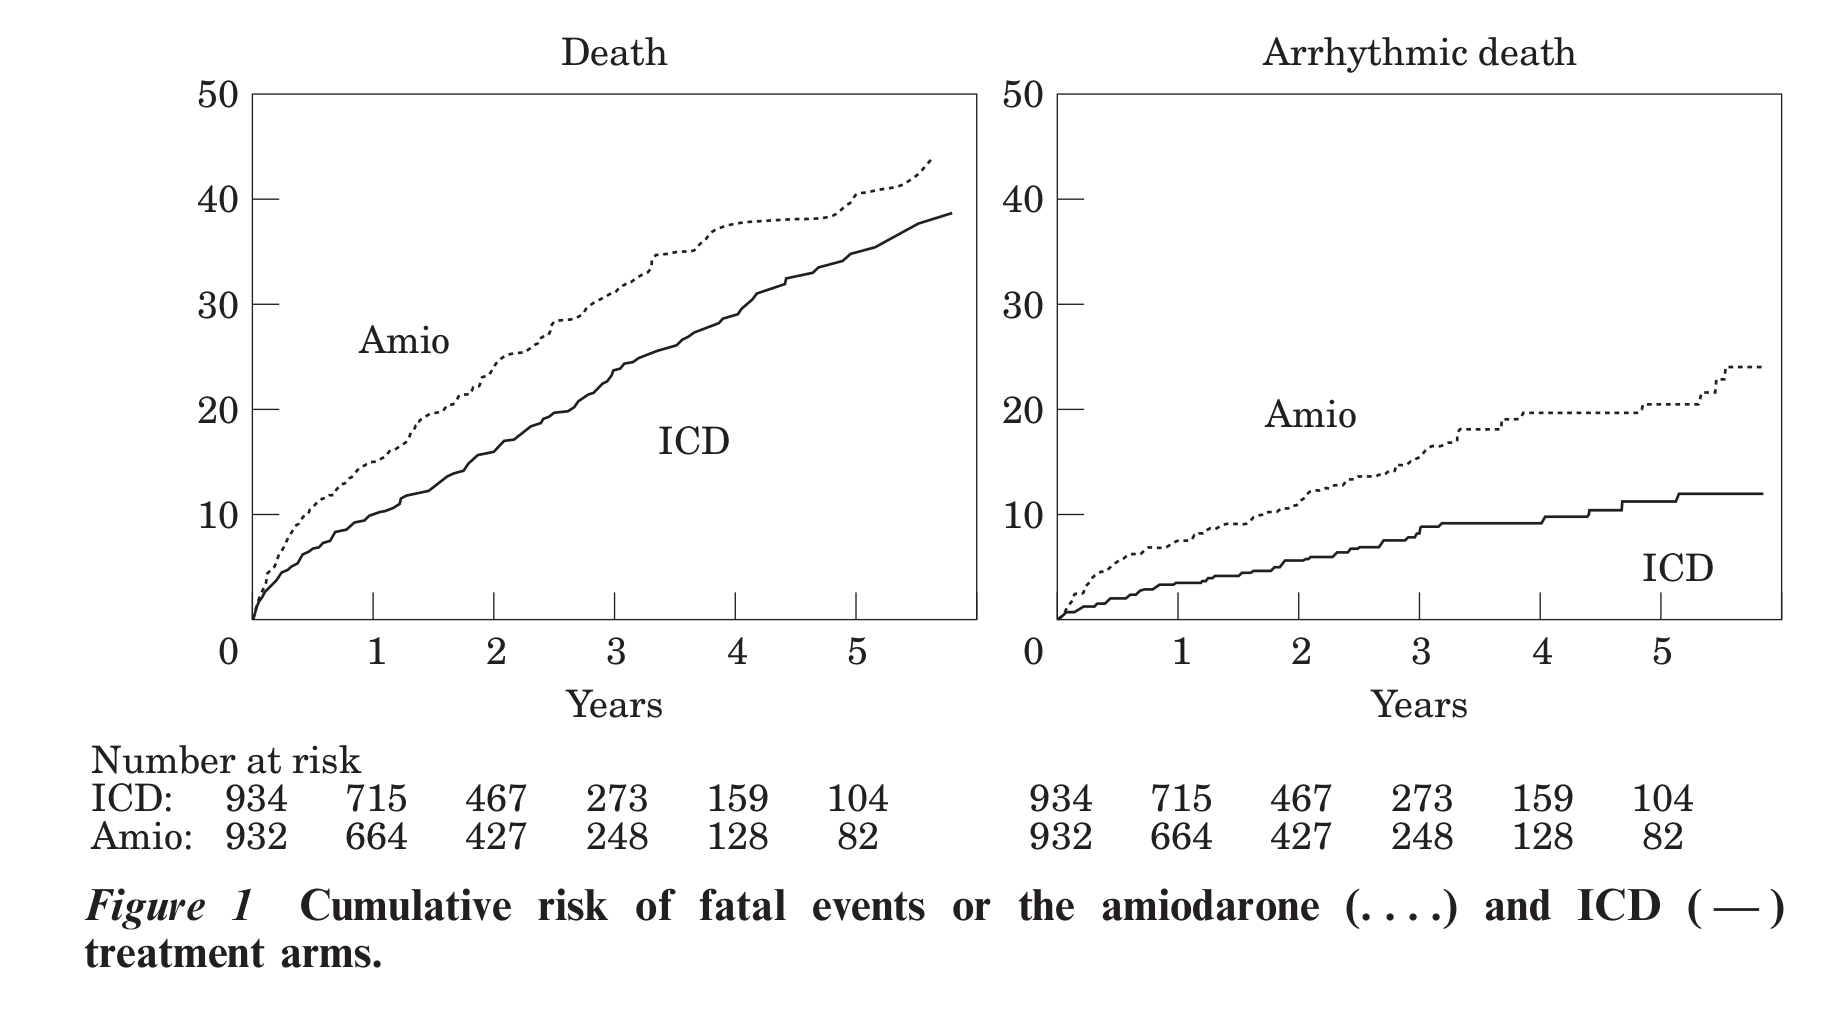 Death
50
40
30
20
10
0 1 2 3 4 5
Years
Amio
ICD
Arrhythmic death
50
40
30
20
10
0 1 2 3 4 5
Years
Amio
ICD
Number at risk
ICD: 934 715 467 273 159 104 934 715 467 273 159 104
Amio: 932 664 427 248 128 82 932 664 427 248 128 82
Figure 1 Cumulative risk of fatal events or the amiodarone (. . . .) and ICD ( — )
treatment arms.